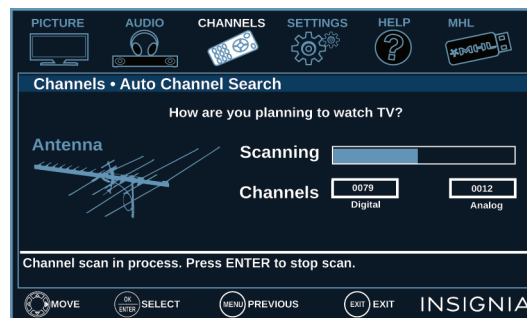 PICTURE AUDIO CHANNELS SETTINGS HELP MHL
MHL
Channels • Auto Channel Search
How are you planning to watch TV?
Antenna
Scanning
Channels 0079 0012
Digital Analog
Channel scan in process. Press ENTER to stop scan.
MOVE OK ENTER SELECT MENU PREVIOUS EXIT EXIT INSIGNIA